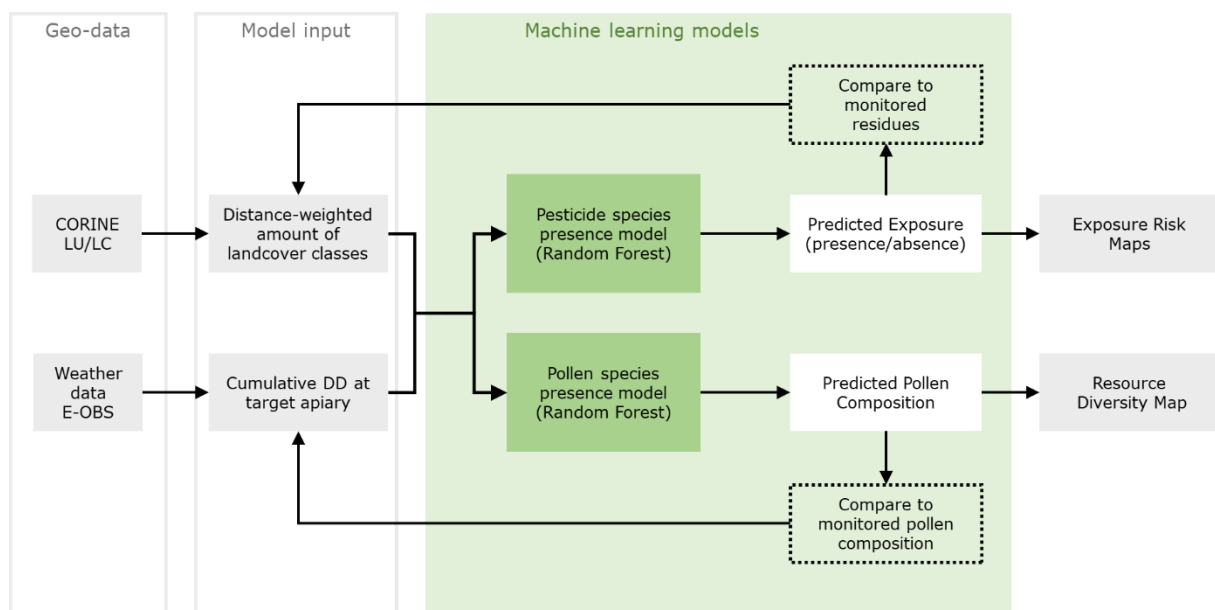 Geo-data
Model input
Machine learning models
Compare to
monitored
residues
CORINE
LU/LC
Distance-weighted
amount of
landcover classes
Pesticide species
presence model
(Random Forest)
Predicted Exposure
(presence/absence)
Exposure Risk
Maps
Weather
data
E-OBS
Cumulative DD at
target apiary
Pollen species
presence model
(Random Forest)
Predicted Pollen
Composition
Resource
Diversity Map
Compare to
monitored pollen
composition